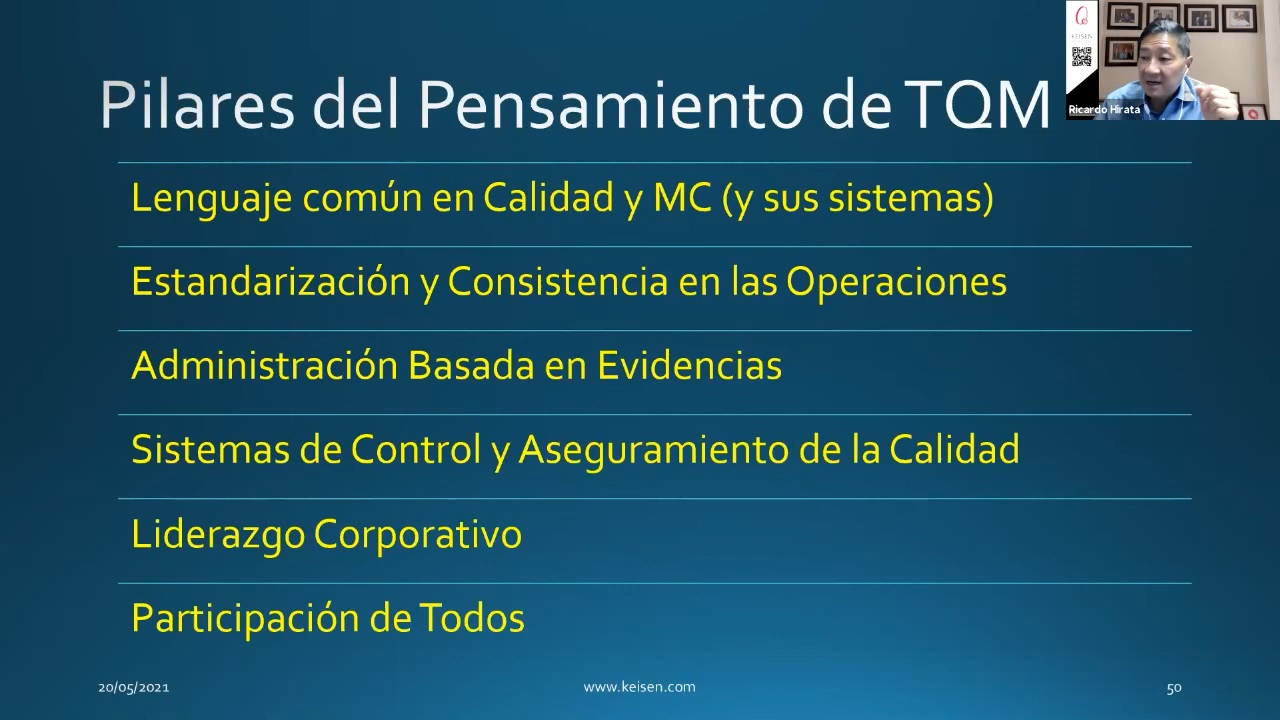 Pilares del Pensamiento de TQM
KEISEN
Ricardo Hirata
Lenguaje común en Calidad y MC (y sus sistemas)
Estandarización y Consistencia en las Operaciones
Administración Basada en Evidencias
Sistemas de Control y Aseguramiento de la Calidad
Liderazgo Corporativo
Participación de Todos
20/05/2021
www.keisen.com
50